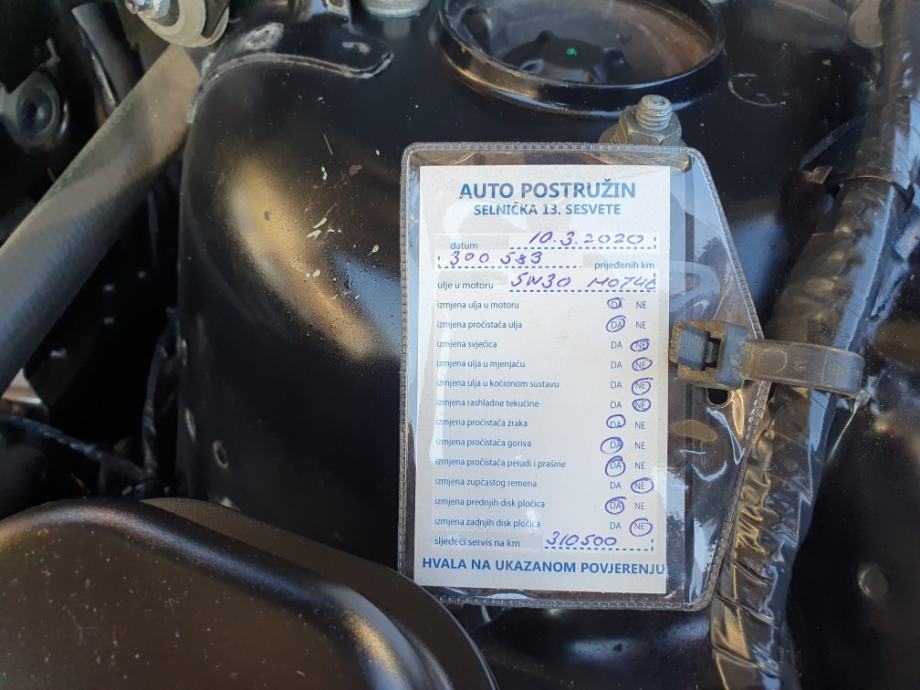 AUTO POSTRUŽIN
SELNIČKA 13. SESVETE
datum 10.3.2020
300 583 prijeđenih km
ulje u motoru 5W30 MOTUL
izmjena ulja u motoru DA NE
izmjena pročistača ulja DA NE
izmjena svjećica DA NE
izmjena ulja u mjenjaču DA NE
izmjena ulja u kočionom sustavu DA NE
izmjena rashladne tekućine DA NE
izmjena pročistača zraka DA NE
izmjena pročistača goriva DA NE
izmjena pročistača peludi i prašine DA NE
izmjena zupčastog remena DA NE
izmjena prednjih disk pločica DA NE
izmjena zadnjih disk pločica DA NE
sljedeći servis na km 310500
HVALA NA UKAZANOM POVJERENJU